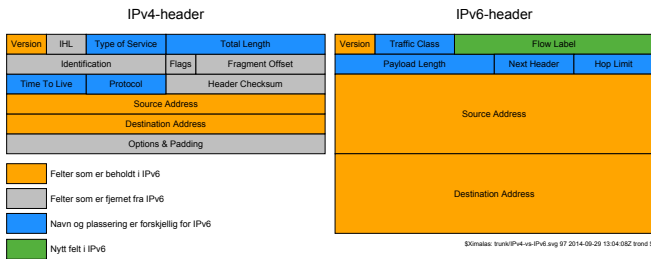 IPv4-header
Version IHL Type of Service Total Length
Identification Flags Fragment Offset
Time To Live Protocol Header Checksum
Source Address
Destination Address
Options & Padding
Felter som er beholdt i IPv6
Felter som er fjernet fra IPv6
Navn og plassering er forskjellig for IPv6
Nytt felt i IPv6
IPv6-header
Version Traffic Class Flow Label
Payload Length Next Header Hop Limit
Source Address
Destination Address
$Ximalas: trunk/IPv4-vs-IPv6.svg 97 2014-09-29 13:04:08Z trond $